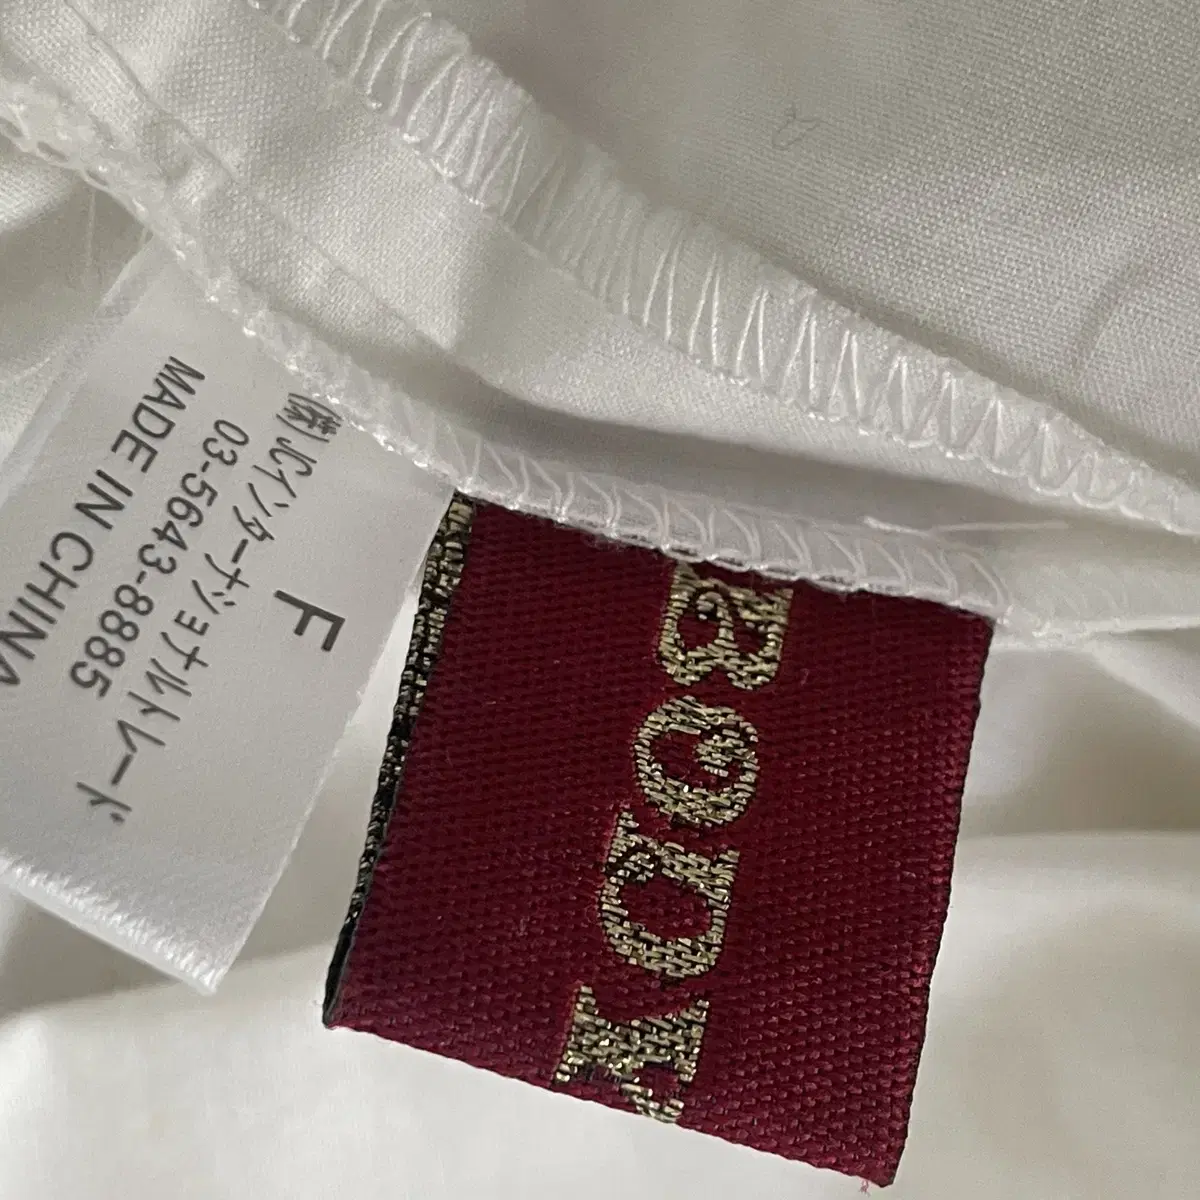 F
(株)JCインターナショナルトレード
03-5643-8885
MADE IN CHINA
BODY